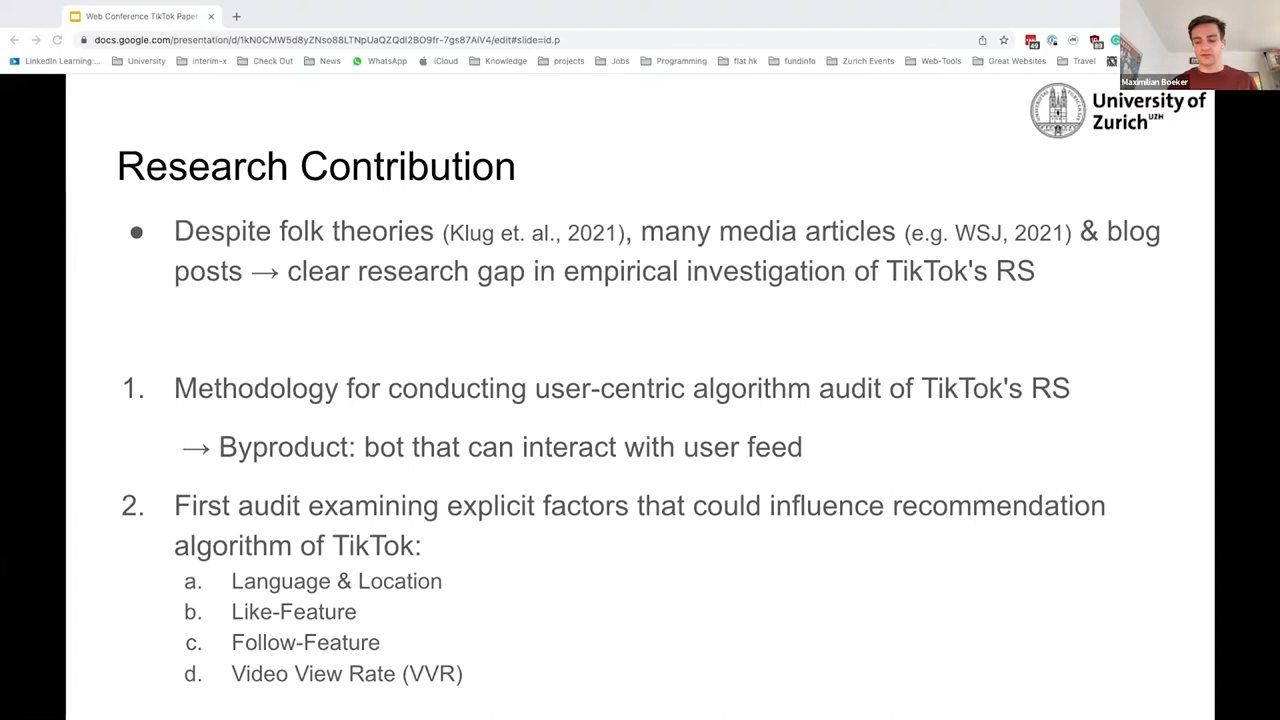 Web Conference TikTok Paper
docs.google.com/presentation/d/1kN0CMW5d8yZNso88LTNpUaQZQdI2BO9fr-7gs87AiV4/edit#slide=id.p
LinkedIn Learning:... University interim-x Check Out News WhatsApp iCloud Knowledge projects Jobs Programming flat hk fundinfo Zurich Events Web-Tools Great Websites Travel
Maximilian Boeker
University of
Zurich UZH
Research Contribution
● Despite folk theories (Klug et. al., 2021), many media articles (e.g. WSJ, 2021) & blog
posts → clear research gap in empirical investigation of TikTok's RS
1. Methodology for conducting user-centric algorithm audit of TikTok's RS
→ Byproduct: bot that can interact with user feed
2. First audit examining explicit factors that could influence recommendation
algorithm of TikTok:
a. Language & Location
b. Like-Feature
c. Follow-Feature
d. Video View Rate (VVR)